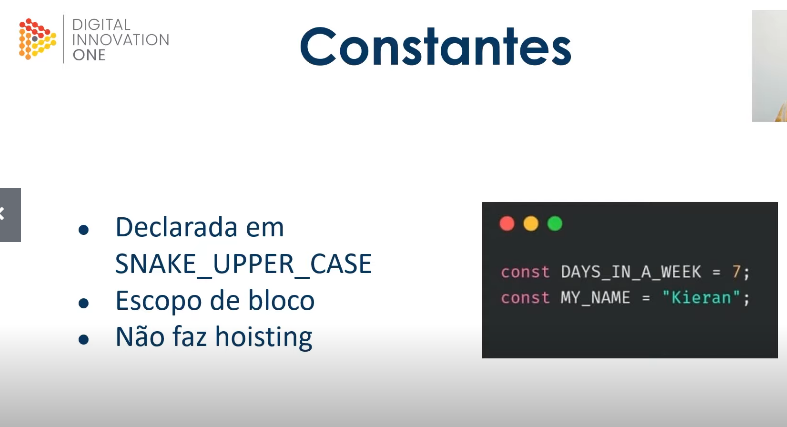 DIGITAL
INNOVATION
ONE
Constantes
● Declarada em
SNAKE_UPPER_CASE
● Escopo de bloco
● Não faz hoisting
const DAYS_IN_A_WEEK = 7;
const MY_NAME = "Kieran";